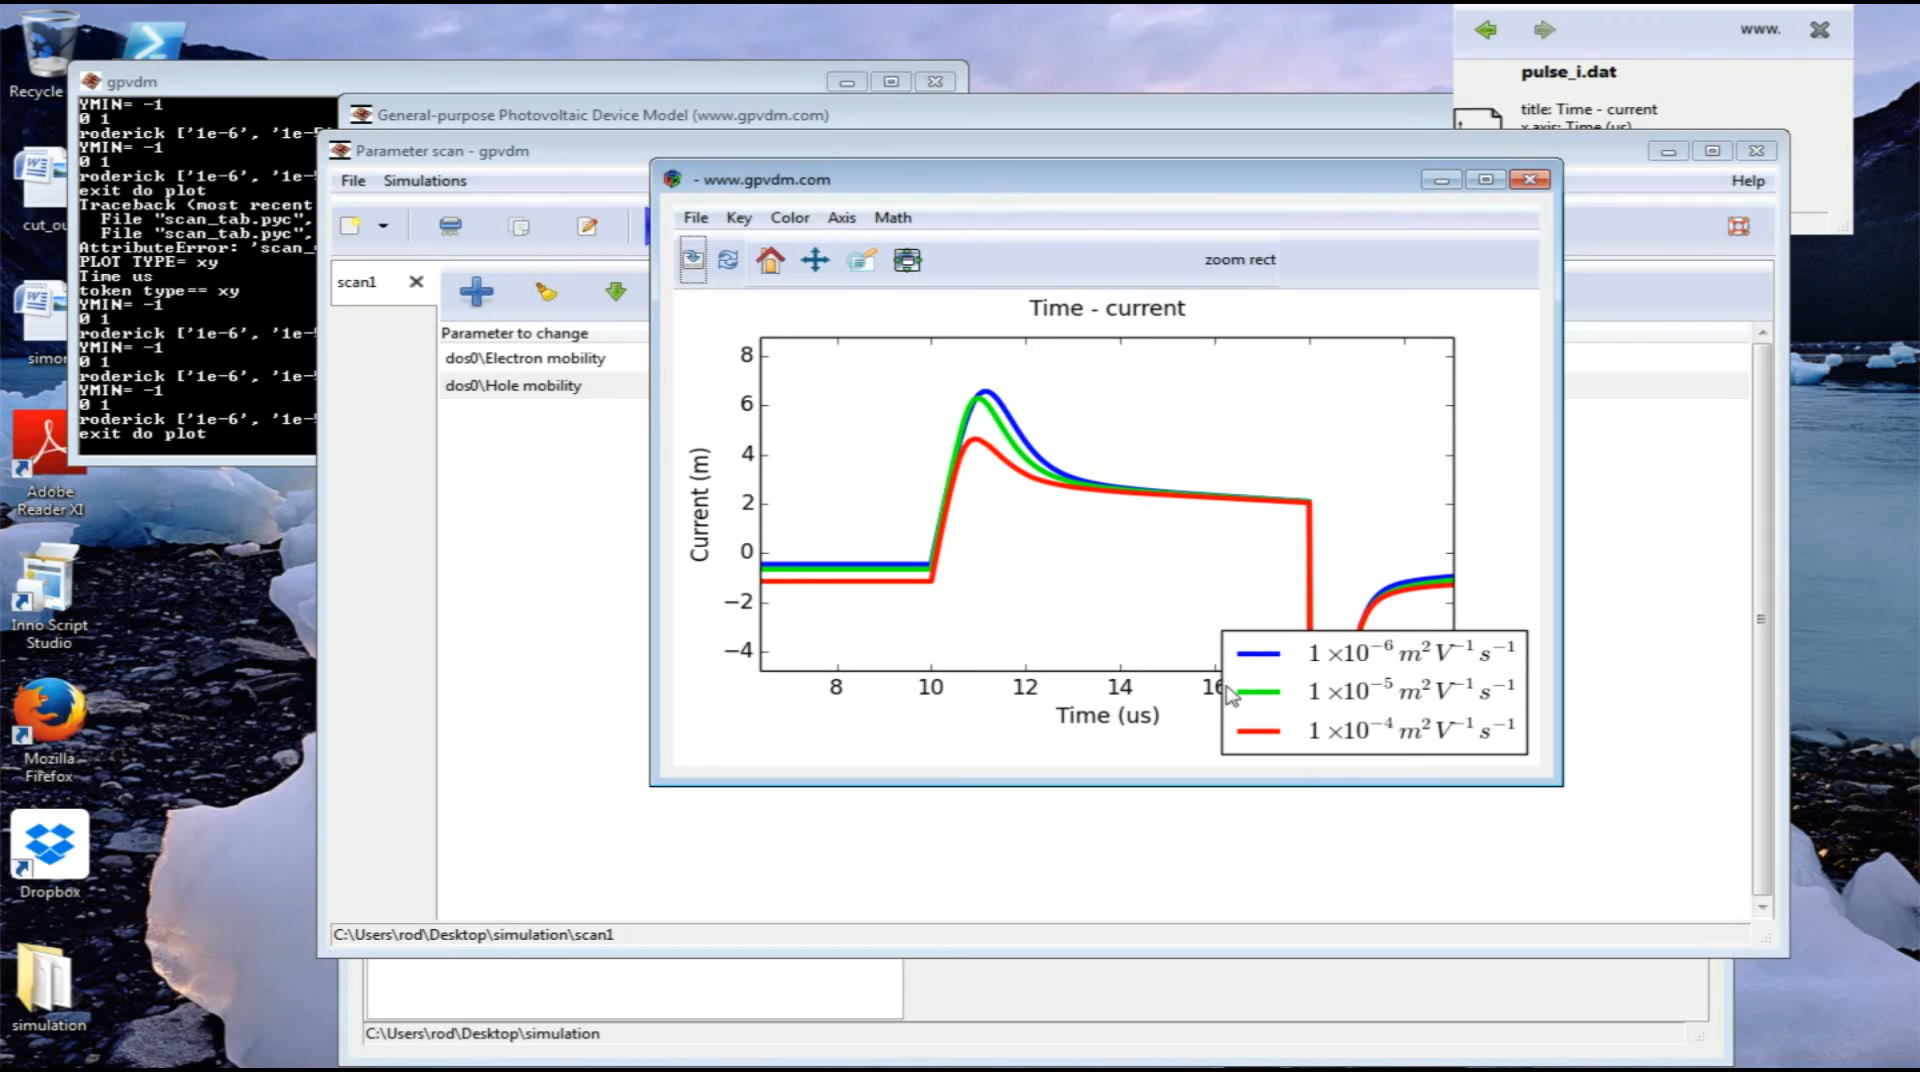 Recycle
cut_ou
simon
Adobe
Reader XI
Inno Script
Studio
Mozilla
Firefox
Dropbox
simulation
gpvdm
YMIN= -1
0 1
roderick ['1e-6', '1e-5
YMIN= -1
0 1
roderick ['1e-6', '1e-5
exit do plot
Traceback (most recent
File "scan_tab.pyc",
File "scan_tab.pyc",
AttributeError: 'scan_
PLOT TYPE= xy
Time us
token type== xy
YMIN= -1
0 1
roderick ['1e-6', '1e-5
YMIN= -1
0 1
roderick ['1e-6', '1e-5
YMIN= -1
0 1
roderick ['1e-6', '1e-5
exit do plot
General-purpose Photovoltaic Device Model (www.gpvdm.com)
www.
pulse_i.dat
title: Time - current
x axis: Time (us)
Parameter scan - gpvdm
File Simulations
Help
scan1
Parameter to change
dos0\Electron mobility
dos0\Hole mobility
C:\Users\rod\Desktop\simulation\scan1
C:\Users\rod\Desktop\simulation
- www.gpvdm.com
File Key Color Axis Math
zoom rect
Time - current
Current (m)
8
6
4
2
0
−2
−4
8 10 12 14 16
Time (us)
1 ×10⁻⁶ m² V⁻¹ s⁻¹
1 ×10⁻⁵ m² V⁻¹ s⁻¹
1 ×10⁻⁴ m² V⁻¹ s⁻¹